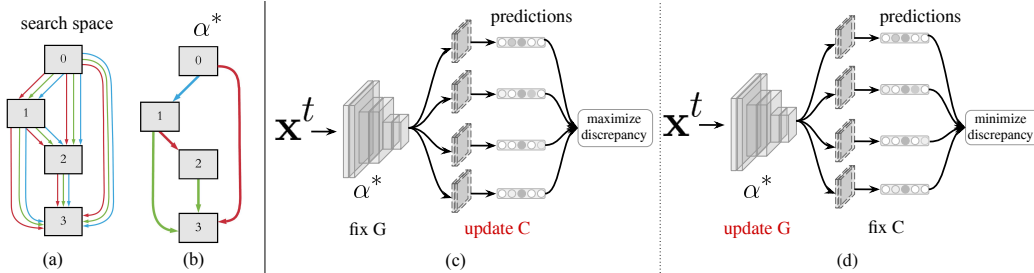 search space
0
1
2
3
(a)
α*
0
1
2
3
(b)
x^t
α*
fix G
predictions
update C
maximize
discrepancy
(c)
x^t
α*
update G
predictions
fix C
minimize
discrepancy
(d)